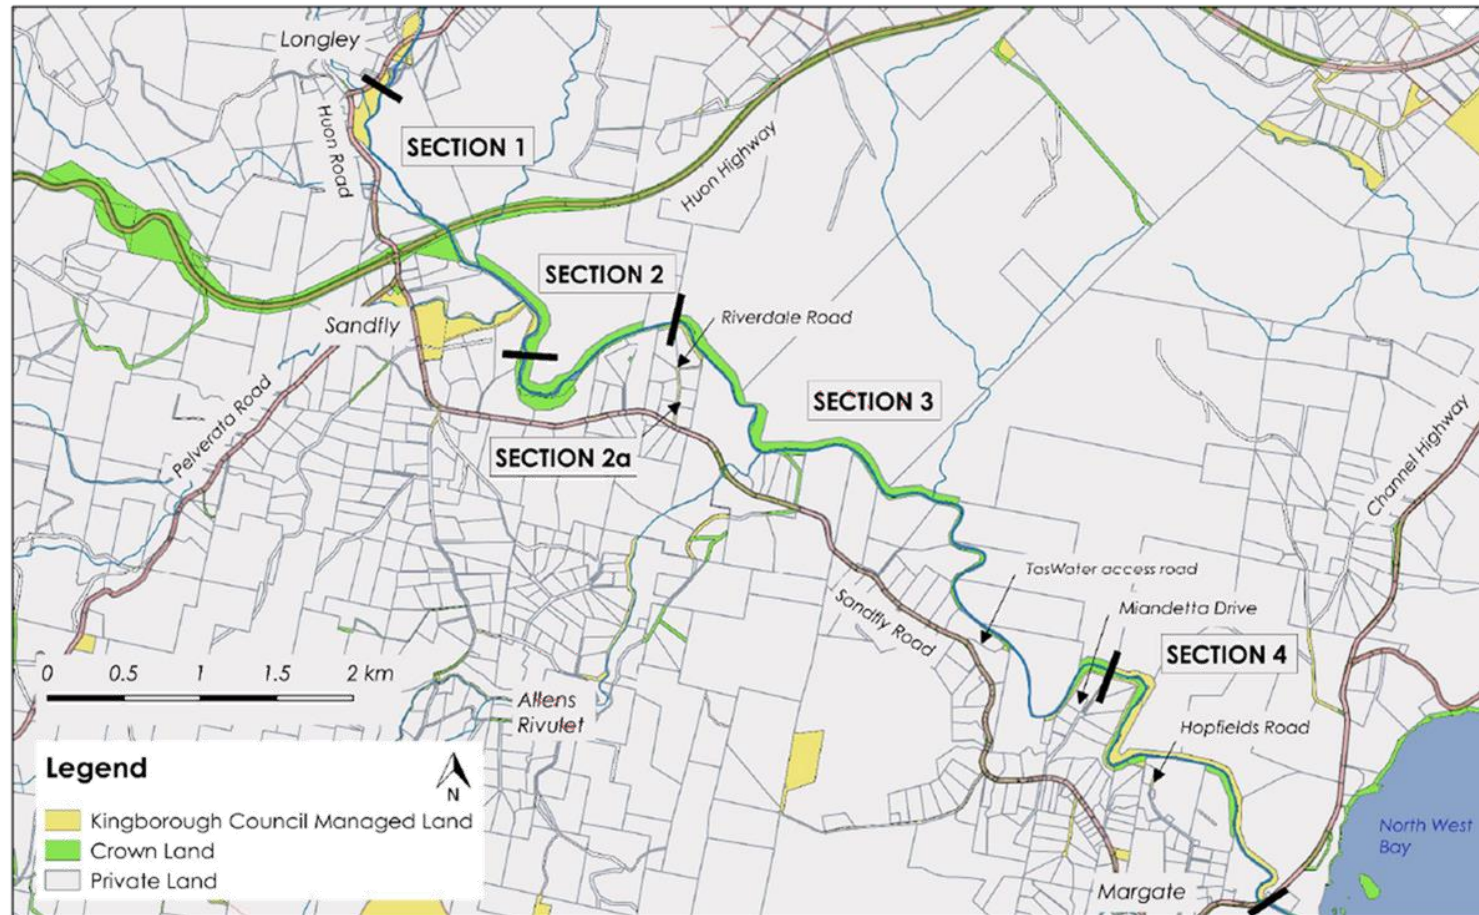 Longley
Huon Road
SECTION 1
Huon Highway
SECTION 2
Riverdale Road
Sandfly
SECTION 3
Pelverata Road
SECTION 2a
Channel Highway
TasWater access road
Sandfly Road
Miandetta Drive
SECTION 4
0 0.5 1 1.5 2 km
Allens
Rivulet
Hopfields Road
Legend
N
Kingborough Council Managed Land
Crown Land
Private Land
North West
Bay
Margate